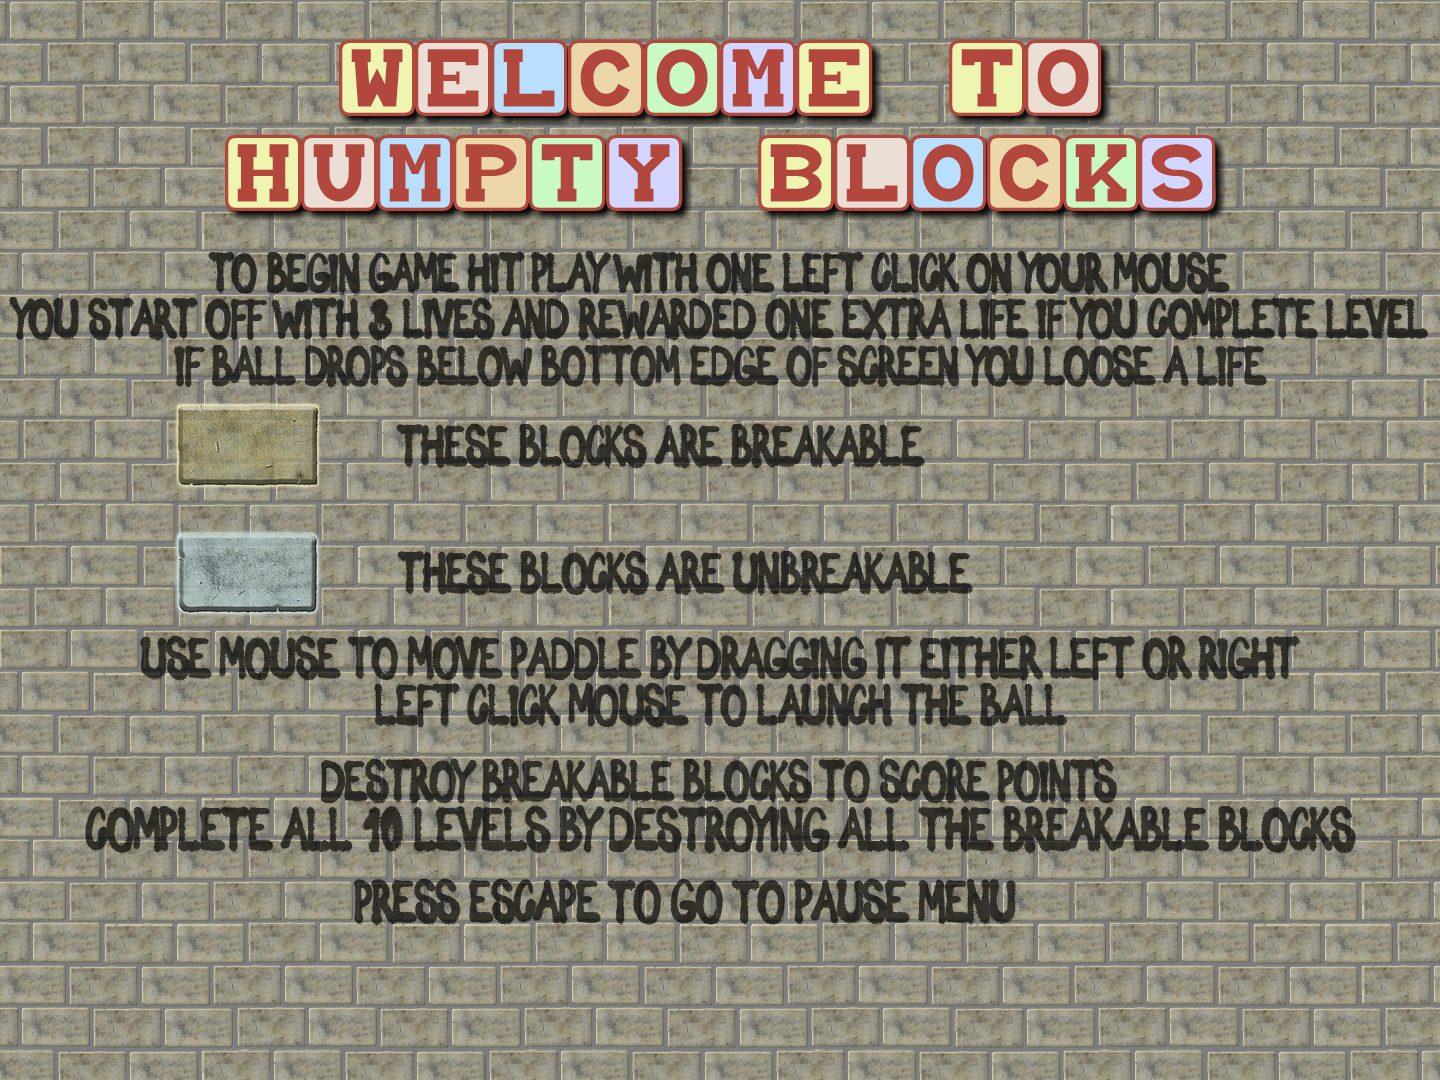 WELCOME TO
HUMPTY BLOCKS
TO BEGIN GAME HIT PLAY WITH ONE LEFT CLICK ON YOUR MOUSE
YOU START OFF WITH 3 LIVES AND REWARDED ONE EXTRA LIFE IF YOU COMPLETE LEVEL
IF BALL DROPS BELOW BOTTOM EDGE OF SCREEN YOU LOOSE A LIFE
THESE BLOCKS ARE BREAKABLE
THESE BLOCKS ARE UNBREAKABLE
USE MOUSE TO MOVE PADDLE BY DRAGGING IT EITHER LEFT OR RIGHT
LEFT CLICK MOUSE TO LAUNCH THE BALL
DESTROY BREAKABLE BLOCKS TO SCORE POINTS
COMPLETE ALL 10 LEVELS BY DESTROYING ALL THE BREAKABLE BLOCKS
PRESS ESCAPE TO GO TO PAUSE MENU